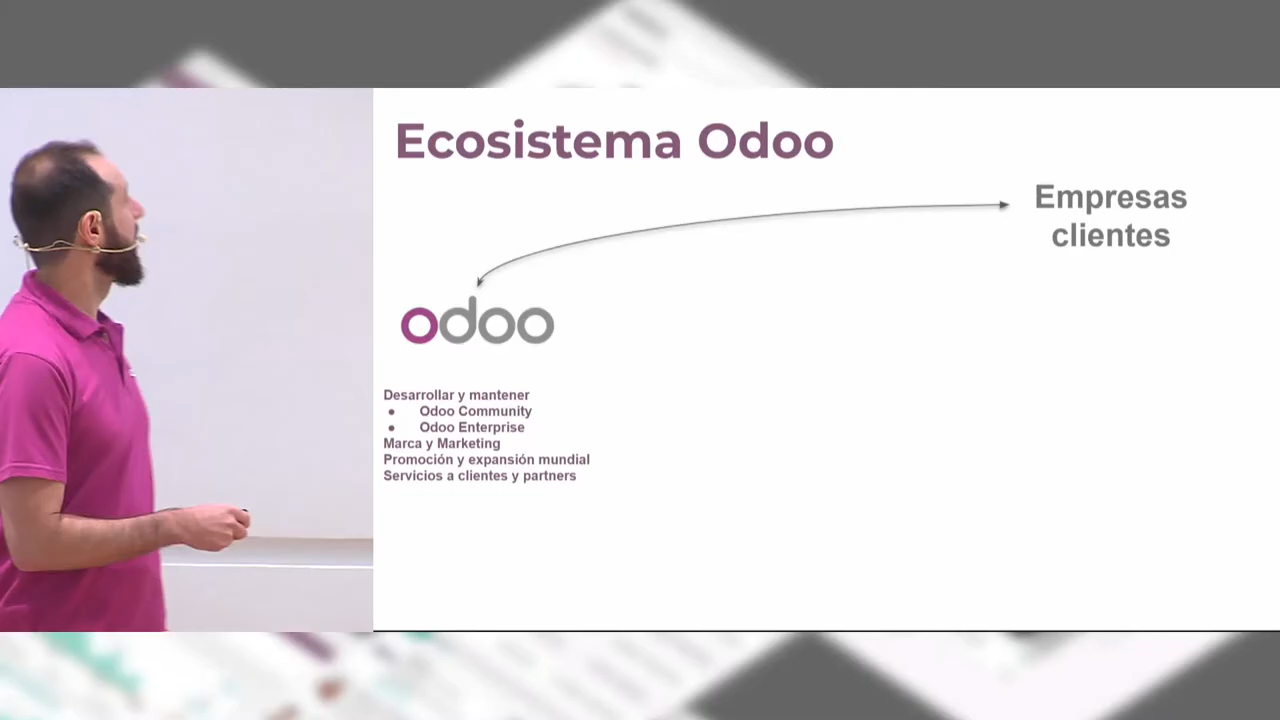 Ecosistema Odoo
Empresas
clientes
odoo
Desarrollar y mantener
● Odoo Community
● Odoo Enterprise
Marca y Marketing
Promoción y expansión mundial
Servicios a clientes y partners